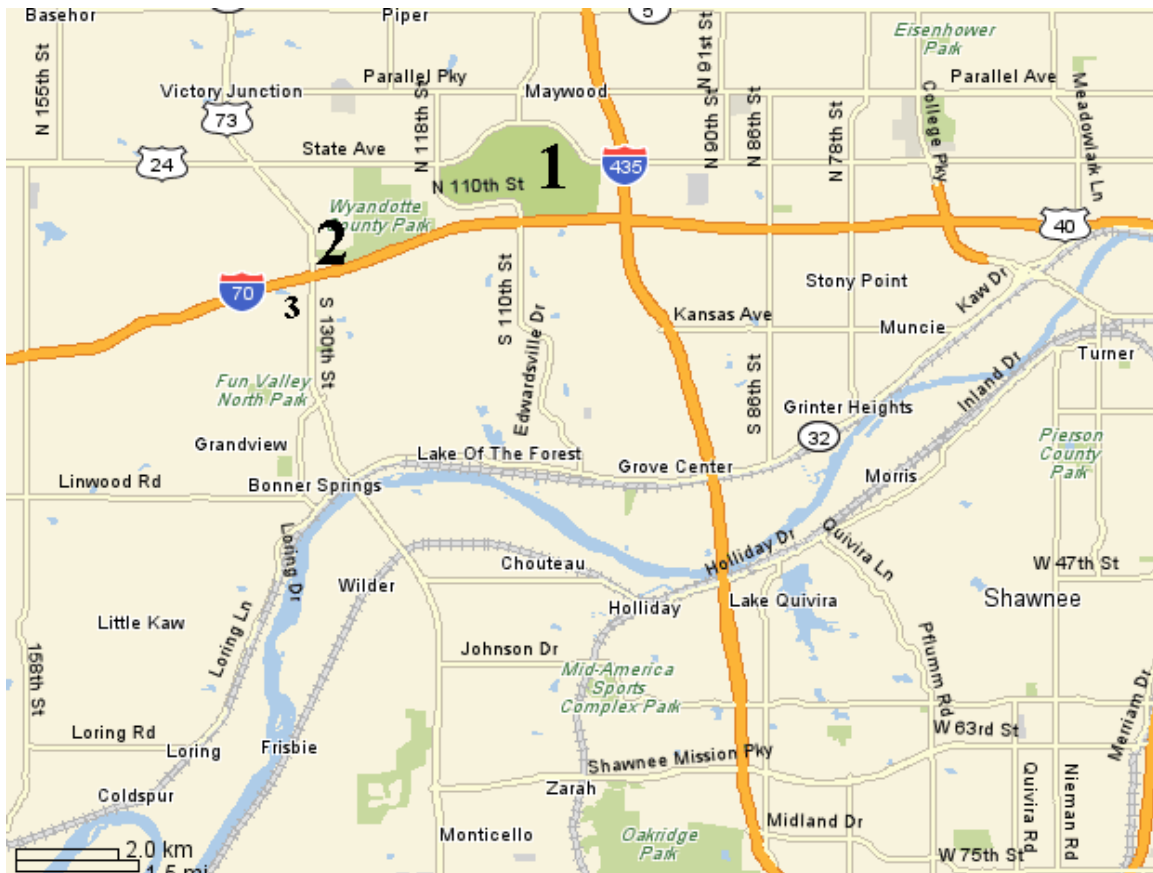 Basehor
Piper
5
N 91st St
Eisenhower
Park
N 155th St
Parallel Pky
Parallel Ave
Victory Junction
Maywood
73
N 118th St
N 90th St
N 86th St
N 78th St
College Pky
Meadowlark Ln
24
State Ave
1
435
N 110th St
Wyandotte
County Park
2
40
70
3
S 130th St
S 110th St
Stony Point
Kaw Dr
Kansas Ave
Muncie
Turner
Fun Valley
North Park
Edwardsville Dr
S 86th St
Inland Dr
Grinter Heights
32
Grandview
Lake Of The Forest
Grove Center
Pierson
County
Park
Linwood Rd
Bonner Springs
Morris
Loring Dr
Holliday Dr
Quivira Ln
Chouteau
W 47th St
Wilder
Holliday
Lake Quivira
Shawnee
Little Kaw
Loring Ln
158th St
Johnson Dr
Mid-America
Sports
Complex Park
Pflumm Rd
Merriam Dr
Loring Rd
Loring
Frisbie
W 63rd St
Shawnee Mission Pky
Coldspur
Zarah
Quivira Rd
Nieman Rd
Monticello
Oakridge
Park
Midland Dr
W 75th St
2.0 km
1.5 mi